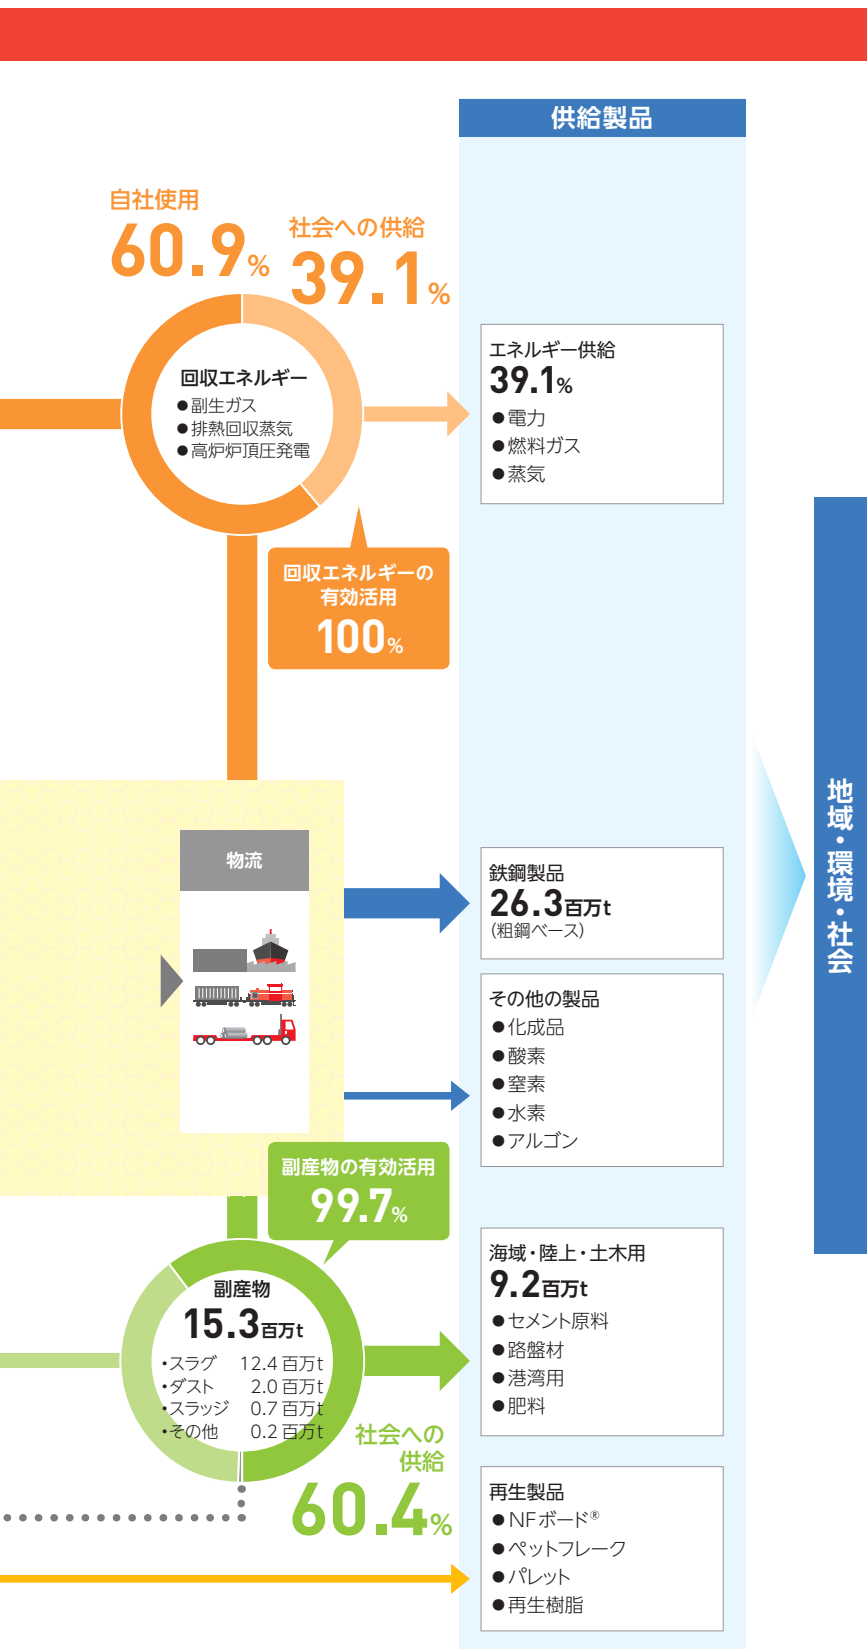 供給製品
自社使用
60.9%
社会への供給
39.1%
回収エネルギー
●副生ガス
●排熱回収蒸気
●高炉炉頂圧発電
エネルギー供給
39.1%
●電力
●燃料ガス
●蒸気
回収エネルギーの
有効活用
100%
地域・環境・社会
物流
鉄鋼製品
26.3百万t
(粗鋼ベース)
その他の製品
●化成品
●酸素
●窒素
●水素
●アルゴン
副産物の有効活用
99.7%
副産物
15.3百万t
・スラグ 12.4百万t
・ダスト 2.0百万t
・スラッジ 0.7百万t
・その他 0.2百万t
社会への
供給
60.4%
海域・陸上・土木用
9.2百万t
●セメント原料
●路盤材
●港湾用
●肥料
再生製品
●NFボード®
●ペットフレーク
●パレット
●再生樹脂